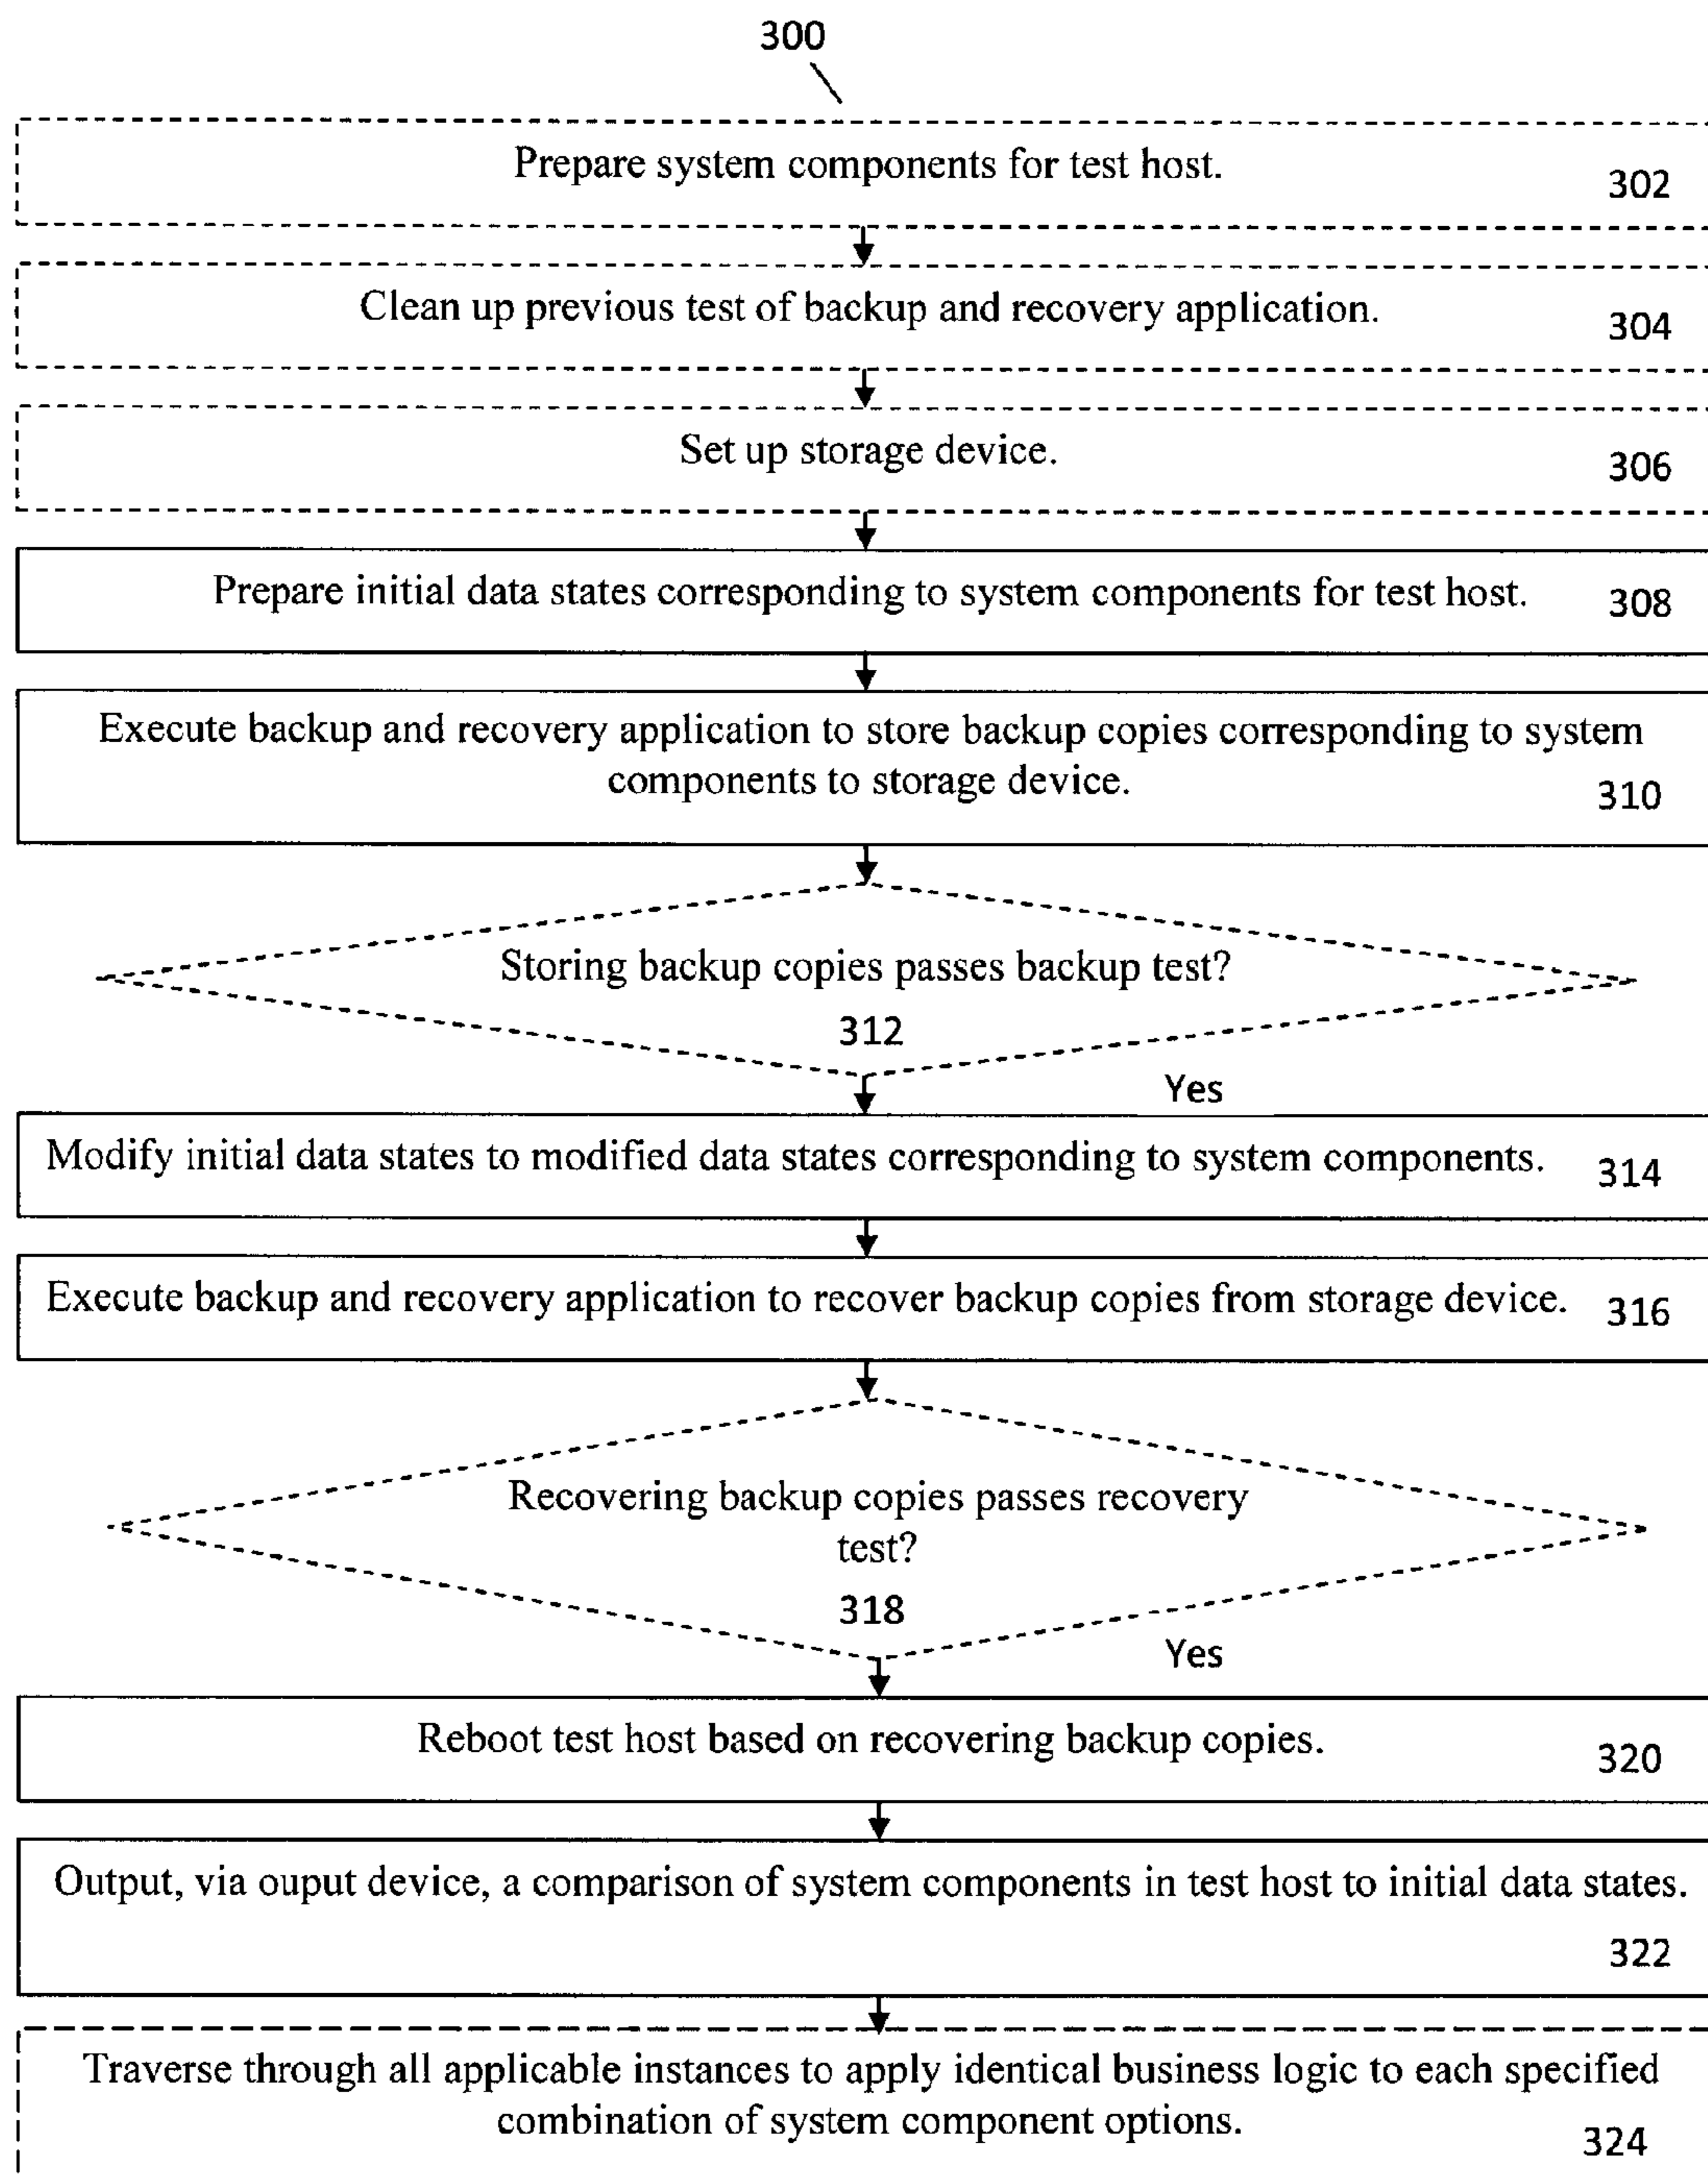 300
Prepare system components for test host.
302
Clean up previous test of backup and recovery application.
304
Set up storage device.
306
Prepare initial data states corresponding to system components for test host.
308
Execute backup and recovery application to store backup copies corresponding to system
components to storage device.
310
Storing backup copies passes backup test?
312
Yes
Modify initial data states to modified data states corresponding to system components.
314
Execute backup and recovery application to recover backup copies from storage device.
316
Recovering backup copies passes recovery
test?
318
Yes
Reboot test host based on recovering backup copies.
320
Output, via ouput device, a comparison of system components in test host to initial data states.
322
Traverse through all applicable instances to apply identical business logic to each specified
combination of system component options.
324